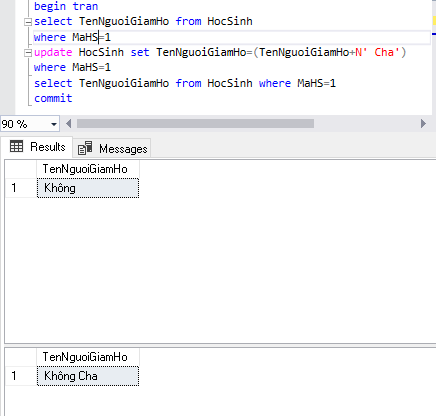 begin tran
select TenNguoiGiamHo from HocSinh
where MaHS=1
update HocSinh set TenNguoiGiamHo=(TenNguoiGiamHo+N' Cha')
where MaHS=1
select TenNguoiGiamHo from HocSinh where MaHS=1
commit
90 %
Results Messages
TenNguoiGiamHo
1 Không
TenNguoiGiamHo
1 Không Cha